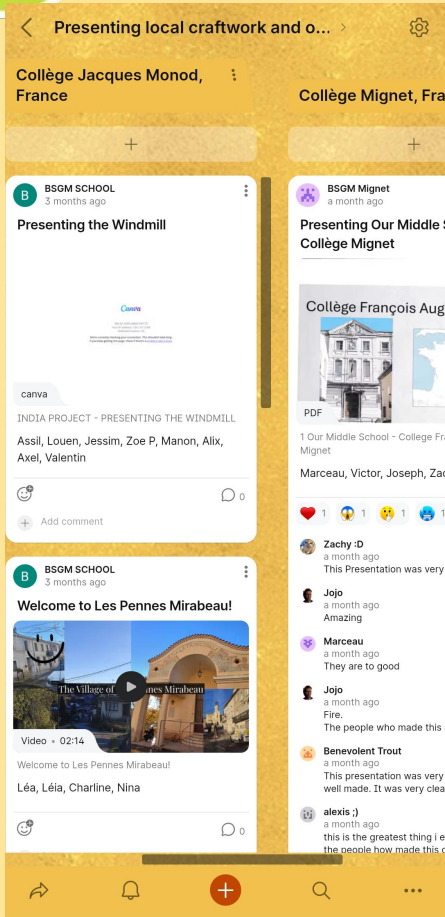 Presenting local craftwork and o...
Collège Jacques Monod,
France
B
BSGM SCHOOL
3 months ago
Presenting the Windmill
Canva
canva
INDIA PROJECT - PRESENTING THE WINDMILL
Assil, Louen, Jessim, Zoe P, Manon, Alix,
Axel, Valentin
0
Add comment
B
BSGM SCHOOL
3 months ago
Welcome to Les Pennes Mirabeau!
The Village of
nnes Mirabeau
Video • 02:14
Welcome to Les Pennes Mirabeau!
Léa, Léia, Charline, Nina
0
Collège Mignet, Fra
BSGM Mignet
a month ago
Presenting Our Middle
Collège Mignet
Collège François Aug
PDF
1 Our Middle School - College Fr
Mignet
Marceau, Victor, Joseph, Zac
1
1
1
1
Zachy :D
a month ago
This Presentation was very
Jojo
a month ago
Amazing
Marceau
a month ago
They are to good
Jojo
a month ago
Fire.
The people who made this
Benevolent Trout
a month ago
This presentation was very
well made. It was very clea
alexis ;)
a month ago
this is the greatest thing i e
the people how made this